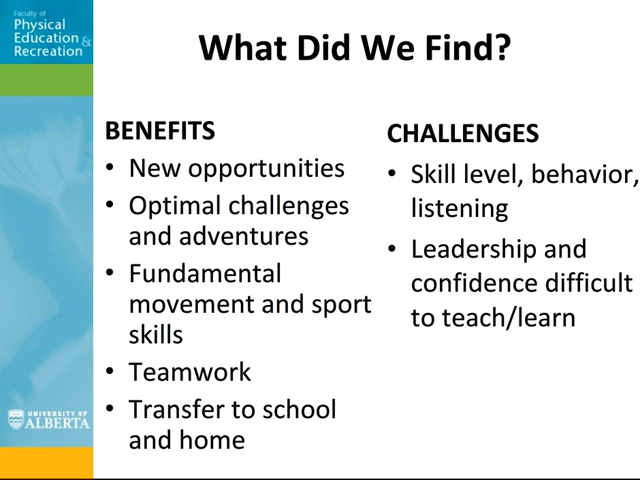 Faculty of
Physical
Education &
Recreation
What Did We Find?
BENEFITS
• New opportunities
• Optimal challenges
and adventures
• Fundamental
movement and sport
skills
• Teamwork
• Transfer to school
and home
CHALLENGES
• Skill level, behavior,
listening
• Leadership and
confidence difficult
to teach/learn
UNIVERSITY OF
ALBERTA